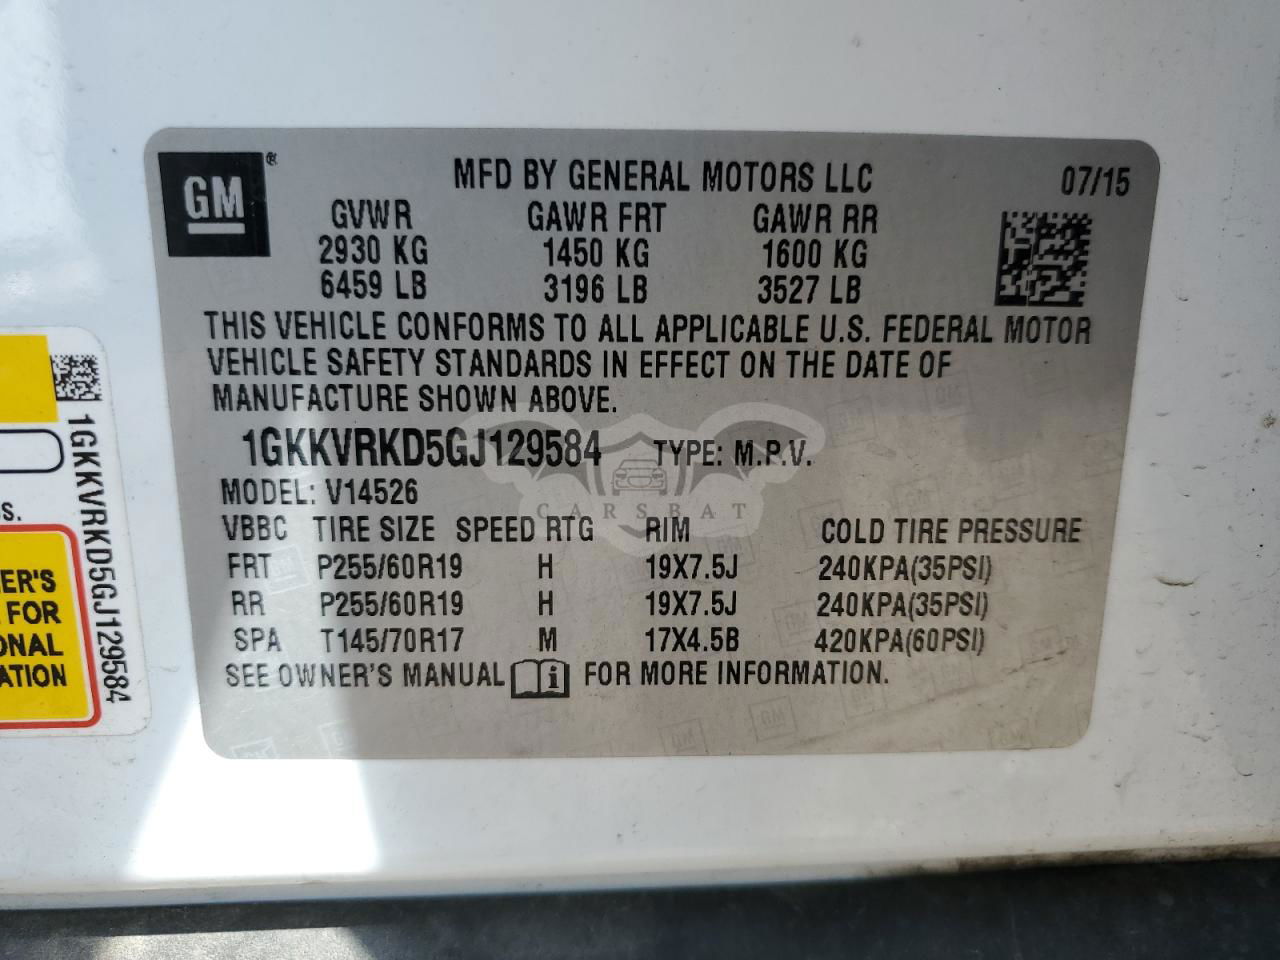 GM®
MFD BY GENERAL MOTORS LLC 07/15
GVWR GAWR FRT GAWR RR
2930 KG 1450 KG 1600 KG
6459 LB 3196 LB 3527 LB
THIS VEHICLE CONFORMS TO ALL APPLICABLE U.S. FEDERAL MOTOR
VEHICLE SAFETY STANDARDS IN EFFECT ON THE DATE OF
MANUFACTURE SHOWN ABOVE.
1GKKVRKD5GJ129584 TYPE: M.P.V.
MODEL: V14526
CARSBAT
VBBC TIRE SIZE SPEED RTG RIM COLD TIRE PRESSURE
FRT P255/60R19 H 19X7.5J 240KPA(35PSI)
RR P255/60R19 H 19X7.5J 240KPA(35PSI)
SPA T145/70R17 M 17X4.5B 420KPA(60PSI)
SEE OWNER'S MANUAL i FOR MORE INFORMATION.
1GKKVRKD5GJ129584
S.
ER'S
FOR
ONAL
ATION